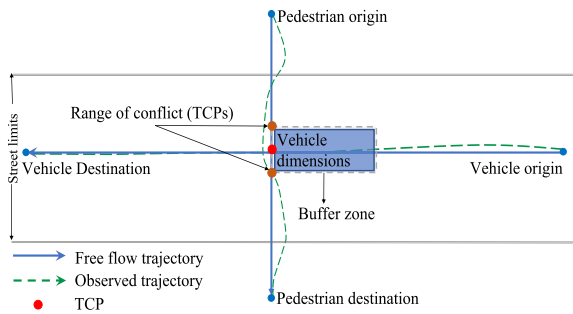 Pedestrian origin
Range of conflict (TCPs)
Street limits
Vehicle
dimensions
Vehicle Destination
Vehicle origin
Buffer zone
Free flow trajectory
Observed trajectory
TCP
Pedestrian destination